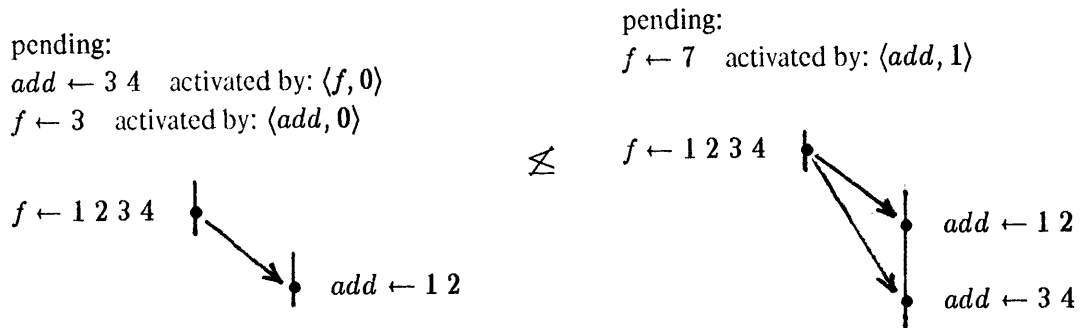 pending:
add ← 3 4 activated by: ⟨f, 0⟩
f ← 3 activated by: ⟨add, 0⟩
f ← 1 2 3 4
add ← 1 2
≰
pending:
f ← 7 activated by: ⟨add, 1⟩
f ← 1 2 3 4
add ← 1 2
add ← 3 4